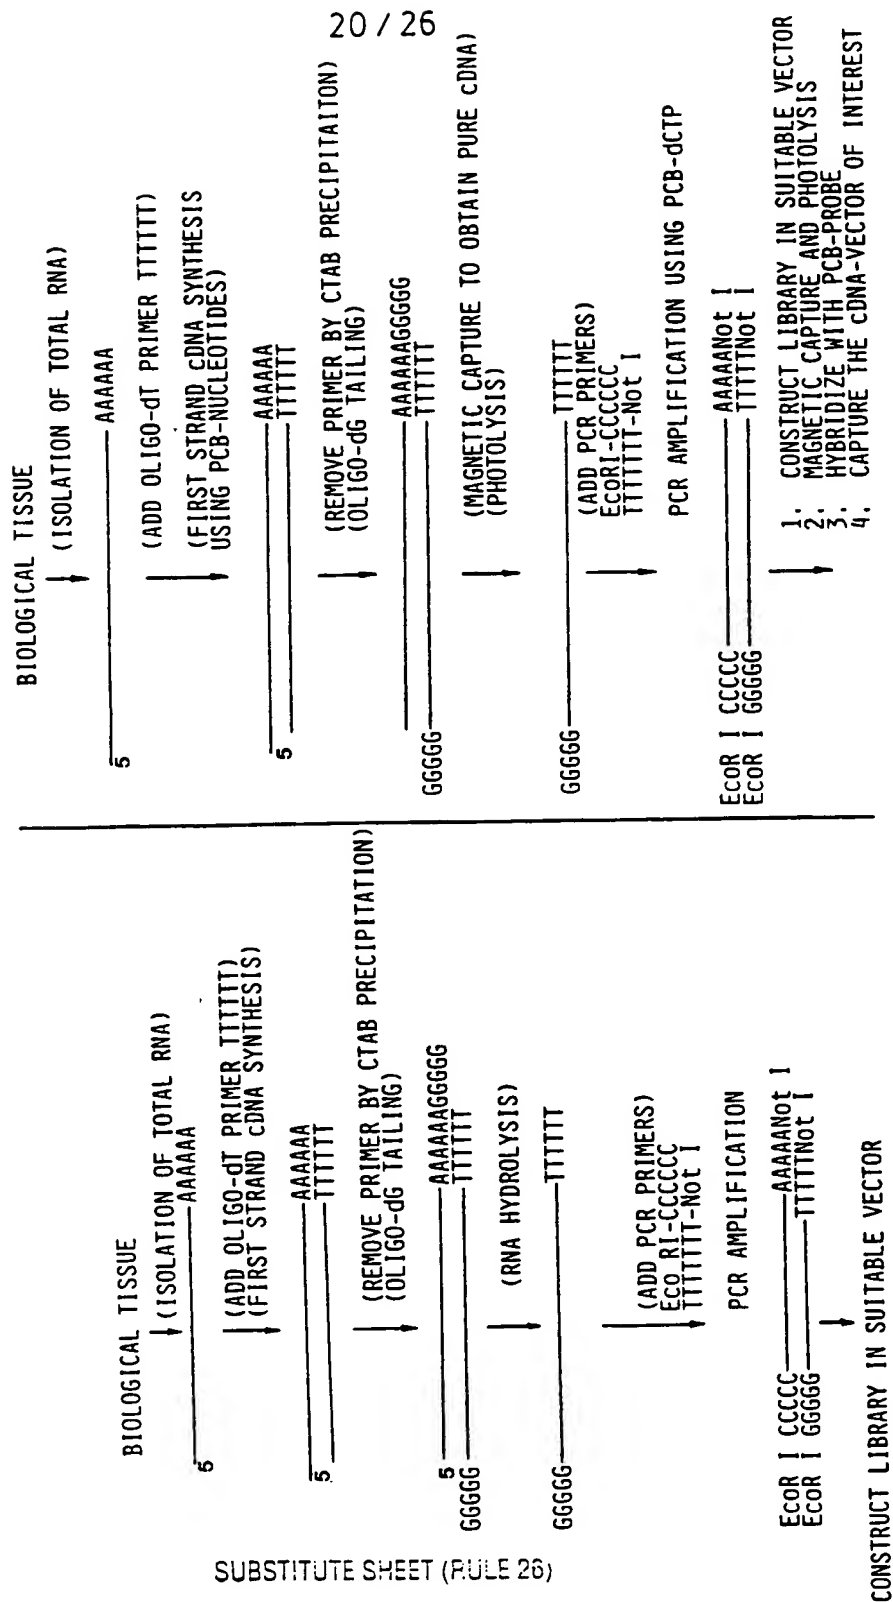 20 / 26
BIOLOGICAL TISSUE
(ISOLATION OF TOTAL RNA)
AAAAAA
5
(ADD OLIGO-dT PRIMER TTTTTT)
(FIRST STRAND cDNA SYNTHESIS)
AAAAAA
5 TTTTTT
(REMOVE PRIMER BY CTAB PRECIPITATION)
(OLIGO-dG TAILING)
5 AAAAAAGGGGG
GGGGG TTTTTT
(RNA HYDROLYSIS)
GGGGG TTTTTT
(ADD PCR PRIMERS)
Eco RI-CCCCCC
TTTTTTT-Not I
PCR AMPLIFICATION
EcoR I CCCCC AAAAANot I
EcoR I GGGGG TTTTTNot I
CONSTRUCT LIBRARY IN SUITABLE VECTOR
BIOLOGICAL TISSUE
(ISOLATION OF TOTAL RNA)
AAAAAA
5
(ADD OLIGO-dT PRIMER TTTTTT)
(FIRST STRAND cDNA SYNTHESIS
USING PCB-NUCLEOTIDES)
AAAAAA
5 TTTTTT
(REMOVE PRIMER BY CTAB PRECIPITAITON)
(OLIGO-dG TAILING)
AAAAAAGGGGG
GGGGG TTTTTT
(MAGNETIC CAPTURE TO OBTAIN PURE cDNA)
(PHOTOLYSIS)
GGGGG TTTTTT
(ADD PCR PRIMERS)
EcoRI-CCCCCC
TTTTTTT-Not I
PCR AMPLIFICATION USING PCB-dCTP
EcoR I CCCCC AAAAANot I
EcoR I GGGGG TTTTTNot I
1. CONSTRUCT LIBRARY IN SUITABLE VECTOR
2. MAGNETIC CAPTURE AND PHOTOLYSIS
3. HYBRIDIZE WITH PCB-PROBE
4. CAPTURE THE cDNA-VECTOR OF INTEREST
SUBSTITUTE SHEET (RULE 26)